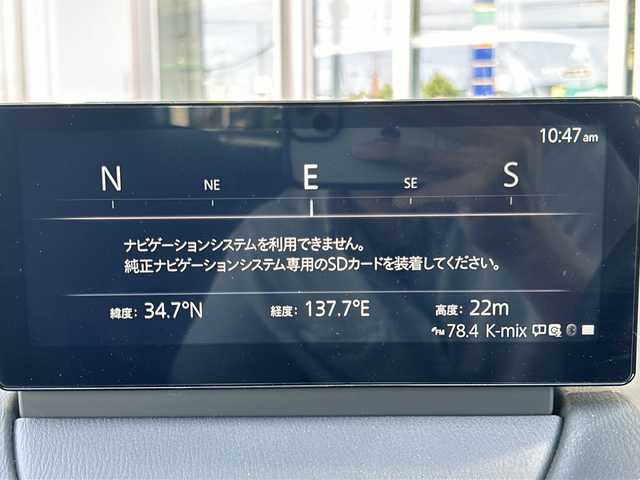 10:47am
N NE E SE S
ナビゲーションシステムを利用できません。
純正ナビゲーションシステム専用のSDカードを装着してください。
緯度: 34.7°N 経度: 137.7°E 高度: 22m
FM 78.4 K-mix